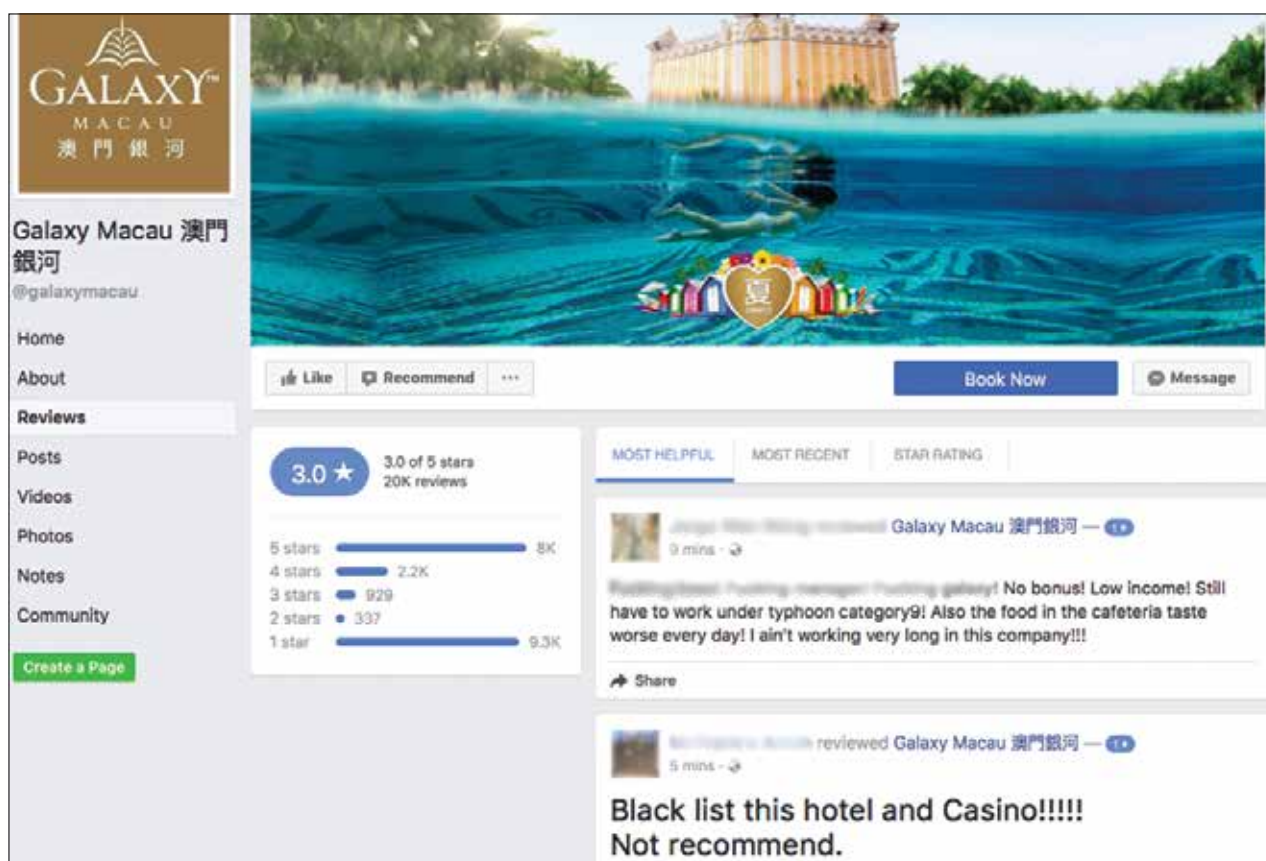 GALAXY™
MACAU
澳門銀河
Galaxy Macau 澳門
銀河
@galaxymacau
Home
About
Reviews
Posts
Videos
Photos
Notes
Community
Create a Page
夏
Like
Recommend
...
Book Now
Message
3.0 ★
3.0 of 5 stars
20K reviews
5 stars 8K
4 stars 2.2K
3 stars 929
2 stars 337
1 star 9.3K
MOST HELPFUL
MOST RECENT
STAR RATING
Galaxy Macau 澳門銀河 — 1★
9 mins ·
No bonus! Low income! Still
have to work under typhoon category9! Also the food in the cafeteria taste
worse every day! I ain't working very long in this company!!!
Share
reviewed Galaxy Macau 澳門銀河 — 1★
5 mins ·
Black list this hotel and Casino!!!!!
Not recommend.